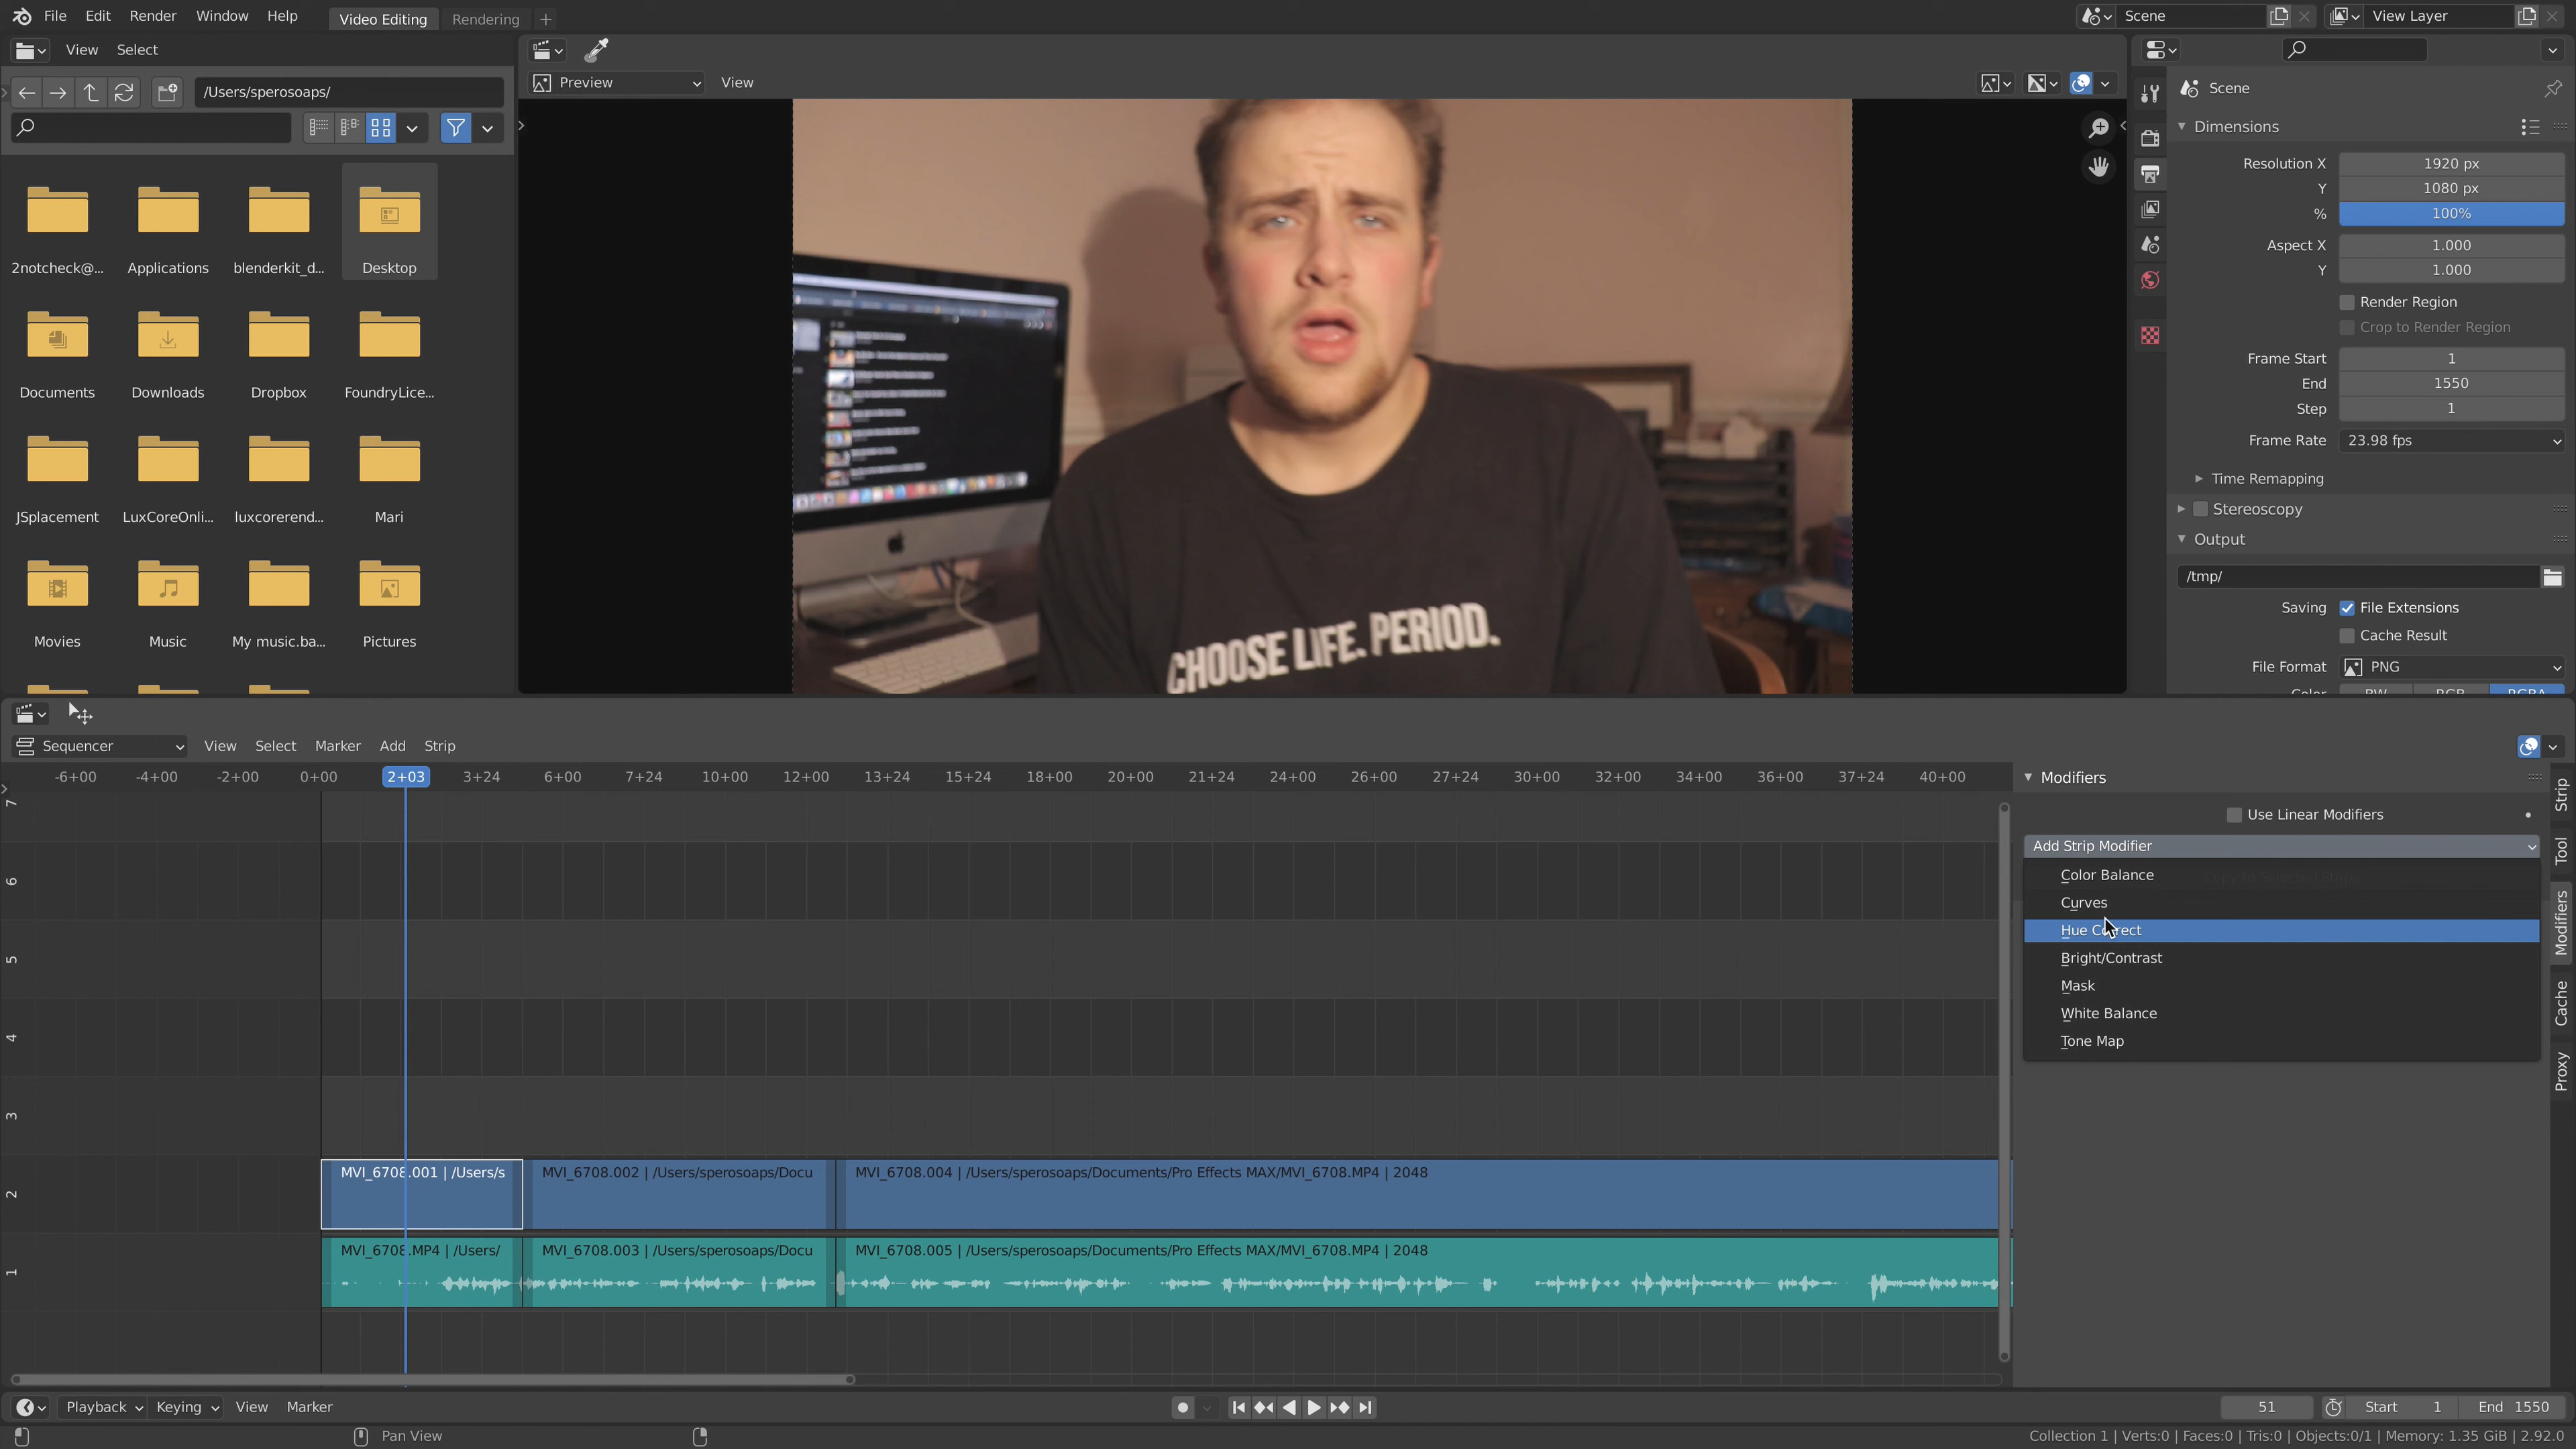 File Edit Render Window Help Video Editing Rendering Scene View Layer
View Select
/Users/sperosoaps/
2notcheck@... Applications blenderkit_d... Desktop
Documents Downloads Dropbox FoundryLice...
JSplacement LuxCoreOnli... luxcorerend... Mari
Movies Music My music.ba... Pictures
Preview View
CHOOSE LIFE. PERIOD.
Scene
Dimensions
Resolution X 1920 px
Y 1080 px
% 100%
Aspect X 1.000
Y 1.000
Render Region
Crop to Render Region
Frame Start 1
End 1550
Step 1
Frame Rate 23.98 fps
Time Remapping
Stereoscopy
Output
/tmp/
Saving File Extensions
Cache Result
File Format PNG
Color BW RGB RGBA
Sequencer View Select Marker Add Strip
-6+00 -4+00 -2+00 0+00 2+03 3+24 6+00 7+24 10+00 12+00 13+24 15+24 18+00 20+00 21+24 24+00 26+00 27+24 30+00 32+00 34+00 36+00 37+24 40+00
7
6
5
4
3
2
1
MVI_6708.001 | /Users/s MVI_6708.002 | /Users/sperosoaps/Docu MVI_6708.004 | /Users/sperosoaps/Documents/Pro Effects MAX/MVI_6708.MP4 | 2048
MVI_6708.MP4 | /Users/ MVI_6708.003 | /Users/sperosoaps/Docu MVI_6708.005 | /Users/sperosoaps/Documents/Pro Effects MAX/MVI_6708.MP4 | 2048
Modifiers
Use Linear Modifiers
Add Strip Modifier
Color Balance
Curves
Hue Correct
Bright/Contrast
Mask
White Balance
Tone Map
Strip
Tool
Modifiers
Cache
Proxy
Playback Keying View Marker 51 Start 1 End 1550
Pan View Collection 1 | Verts:0 | Faces:0 | Tris:0 | Objects:0/1 | Memory: 1.35 GiB | 2.92.0